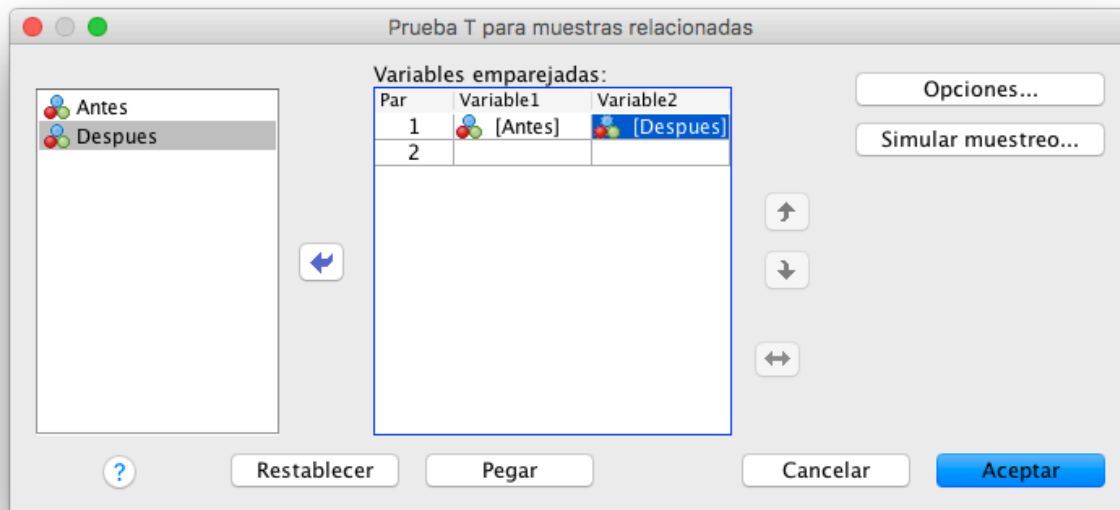 Prueba T para muestras relacionadas
Variables emparejadas:
Antes
Despues
Par Variable1 Variable2
1 [Antes] [Despues]
2
Opciones...
Simular muestreo...
?
Restablecer
Pegar
Cancelar
Aceptar